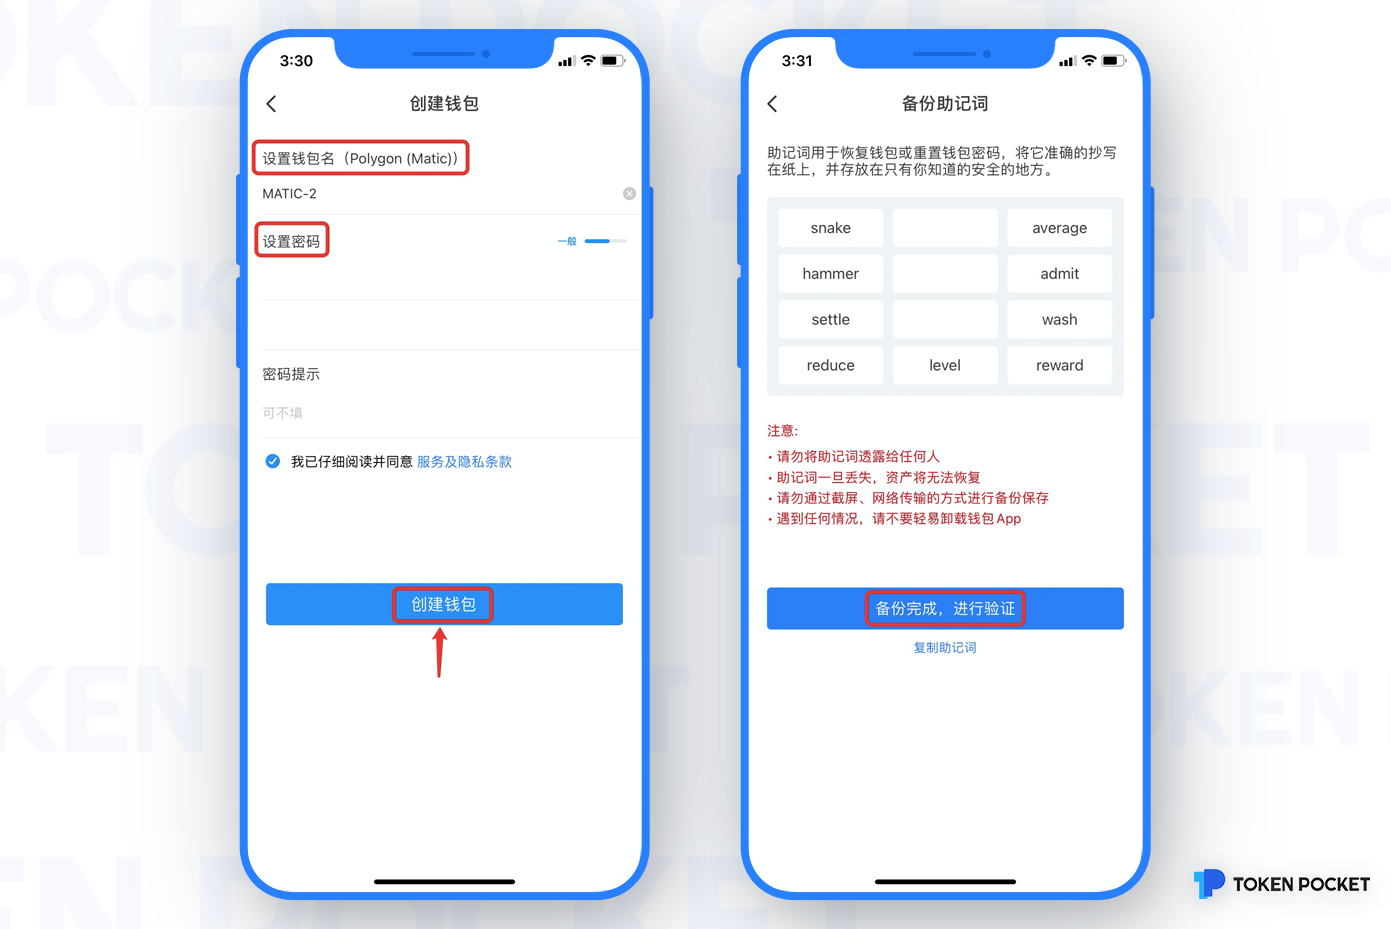 3:30
创建钱包
设置钱包名（Polygon (Matic)）
MATIC-2
设置密码
一般
密码提示
可不填
我已仔细阅读并同意 服务及隐私条款
创建钱包
3:31
备份助记词
助记词用于恢复钱包或重置钱包密码，将它准确的抄写
在纸上，并存放在只有你知道的安全的地方。
snake average
hammer admit
settle wash
reduce level reward
注意:
• 请勿将助记词透露给任何人
• 助记词一旦丢失，资产将无法恢复
• 请勿通过截屏、网络传输的方式进行备份保存
• 遇到任何情况，请不要轻易卸载钱包App
备份完成，进行验证
复制助记词
TOKEN POCKET